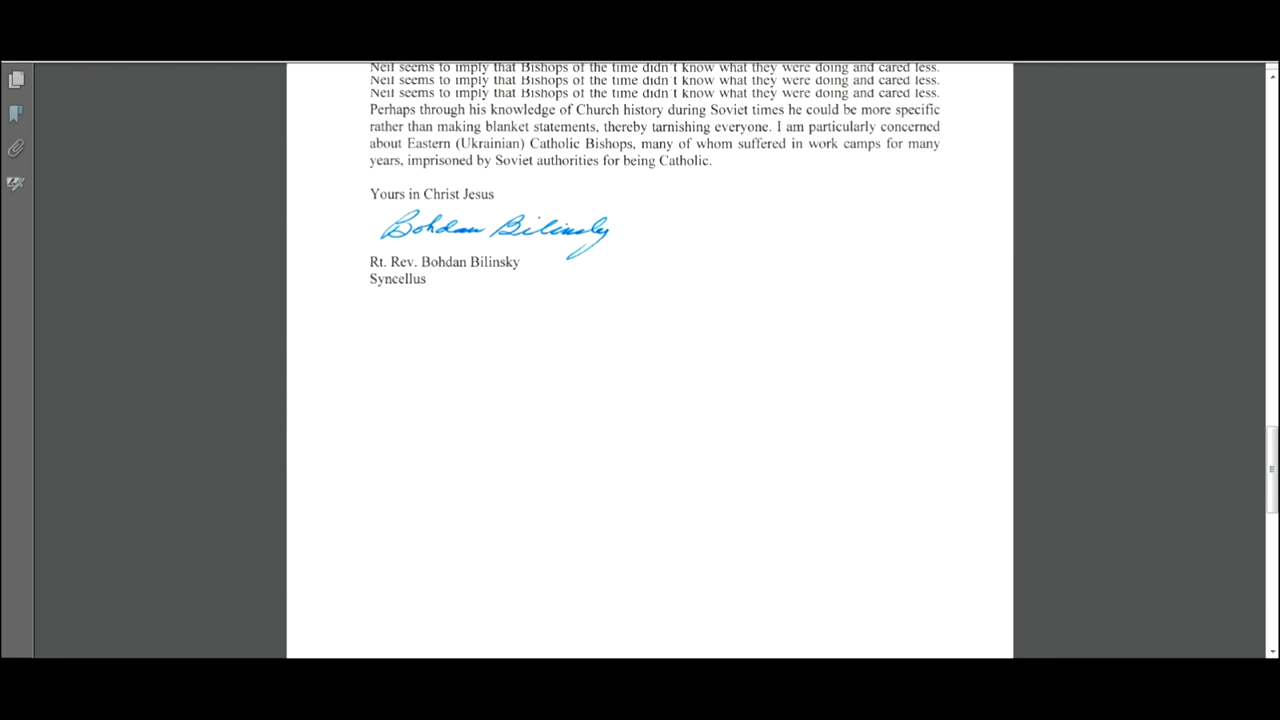 Neil seems to imply that Bishops of the time didn't know what they were doing and cared less.
Neil seems to imply that Bishops of the time didn't know what they were doing and cared less.
Neil seems to imply that Bishops of the time didn't know what they were doing and cared less.
Perhaps through his knowledge of Church history during Soviet times he could be more specific
rather than making blanket statements, thereby tarnishing everyone. I am particularly concerned
about Eastern (Ukrainian) Catholic Bishops, many of whom suffered in work camps for many
years, imprisoned by Soviet authorities for being Catholic.
Yours in Christ Jesus
Bohdan Bilinsky
Rt. Rev. Bohdan Bilinsky
Syncellus